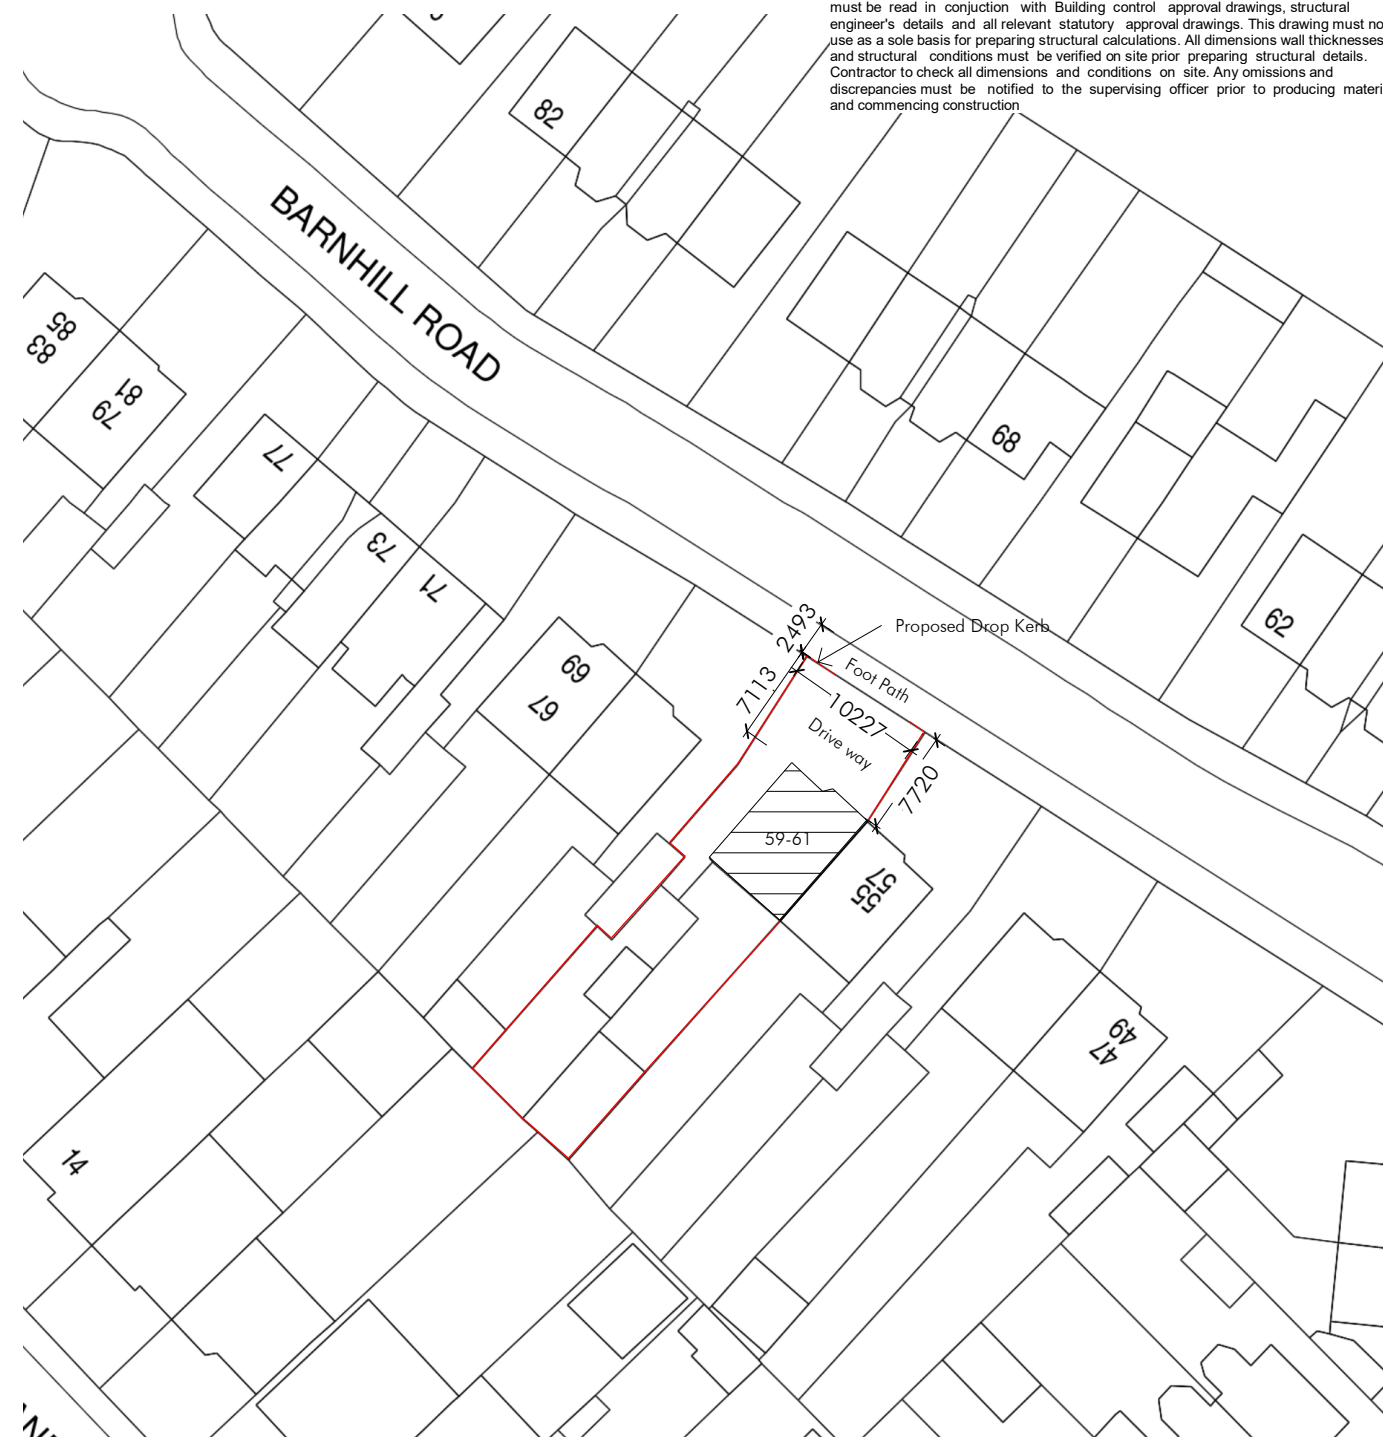 must be read in conjuction with Building control approval drawings, structural
engineer's details and all relevant statutory approval drawings. This drawing must no
use as a sole basis for preparing structural calculations. All dimensions wall thicknesses
and structural conditions must be verified on site prior preparing structural details.
Contractor to check all dimensions and conditions on site. Any omissions and
discrepancies must be notified to the supervising officer prior to producing materi
and commencing construction
82
BARNHILL ROAD
85
83
81
79
77
73
71
68
62
69
67
2493
Proposed Drop Kerb
Foot Path
7113
10227
Drive way
7720
59-61
57
55
49
47
14